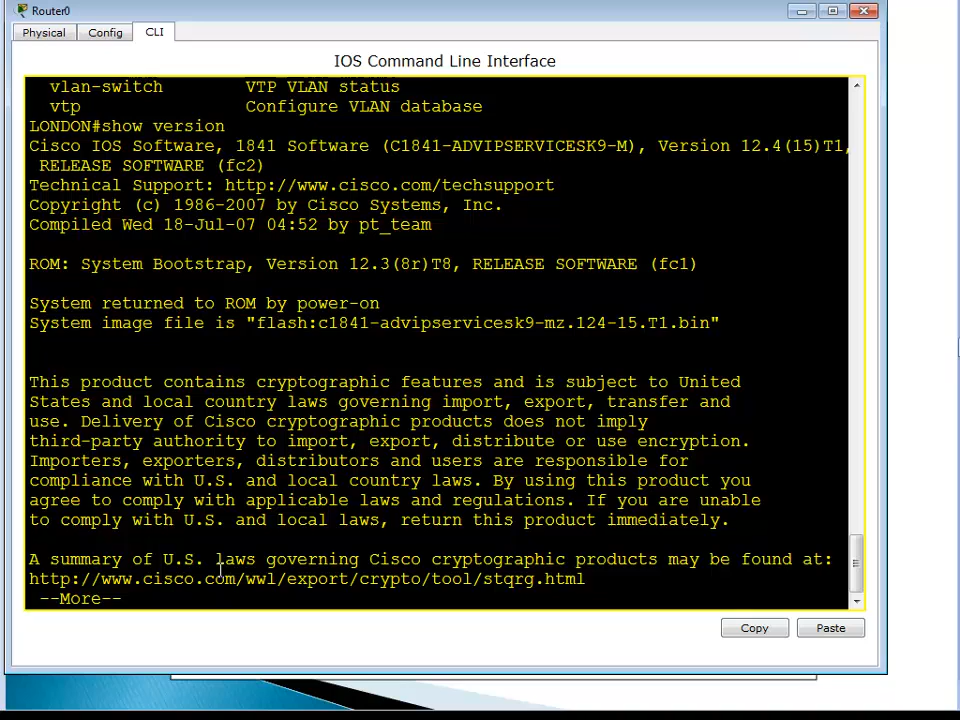 Router0
Physical Config CLI
IOS Command Line Interface
vlan-switch VTP VLAN status
vtp Configure VLAN database
LONDON#show version
Cisco IOS Software, 1841 Software (C1841-ADVIPSERVICESK9-M), Version 12.4(15)T1,
RELEASE SOFTWARE (fc2)
Technical Support: http://www.cisco.com/techsupport
Copyright (c) 1986-2007 by Cisco Systems, Inc.
Compiled Wed 18-Jul-07 04:52 by pt_team
ROM: System Bootstrap, Version 12.3(8r)T8, RELEASE SOFTWARE (fc1)
System returned to ROM by power-on
System image file is "flash:c1841-advipservicesk9-mz.124-15.T1.bin"
This product contains cryptographic features and is subject to United
States and local country laws governing import, export, transfer and
use. Delivery of Cisco cryptographic products does not imply
third-party authority to import, export, distribute or use encryption.
Importers, exporters, distributors and users are responsible for
compliance with U.S. and local country laws. By using this product you
agree to comply with applicable laws and regulations. If you are unable
to comply with U.S. and local laws, return this product immediately.
A summary of U.S. laws governing Cisco cryptographic products may be found at:
http://www.cisco.com/wwl/export/crypto/tool/stqrg.html
--More--
Copy Paste